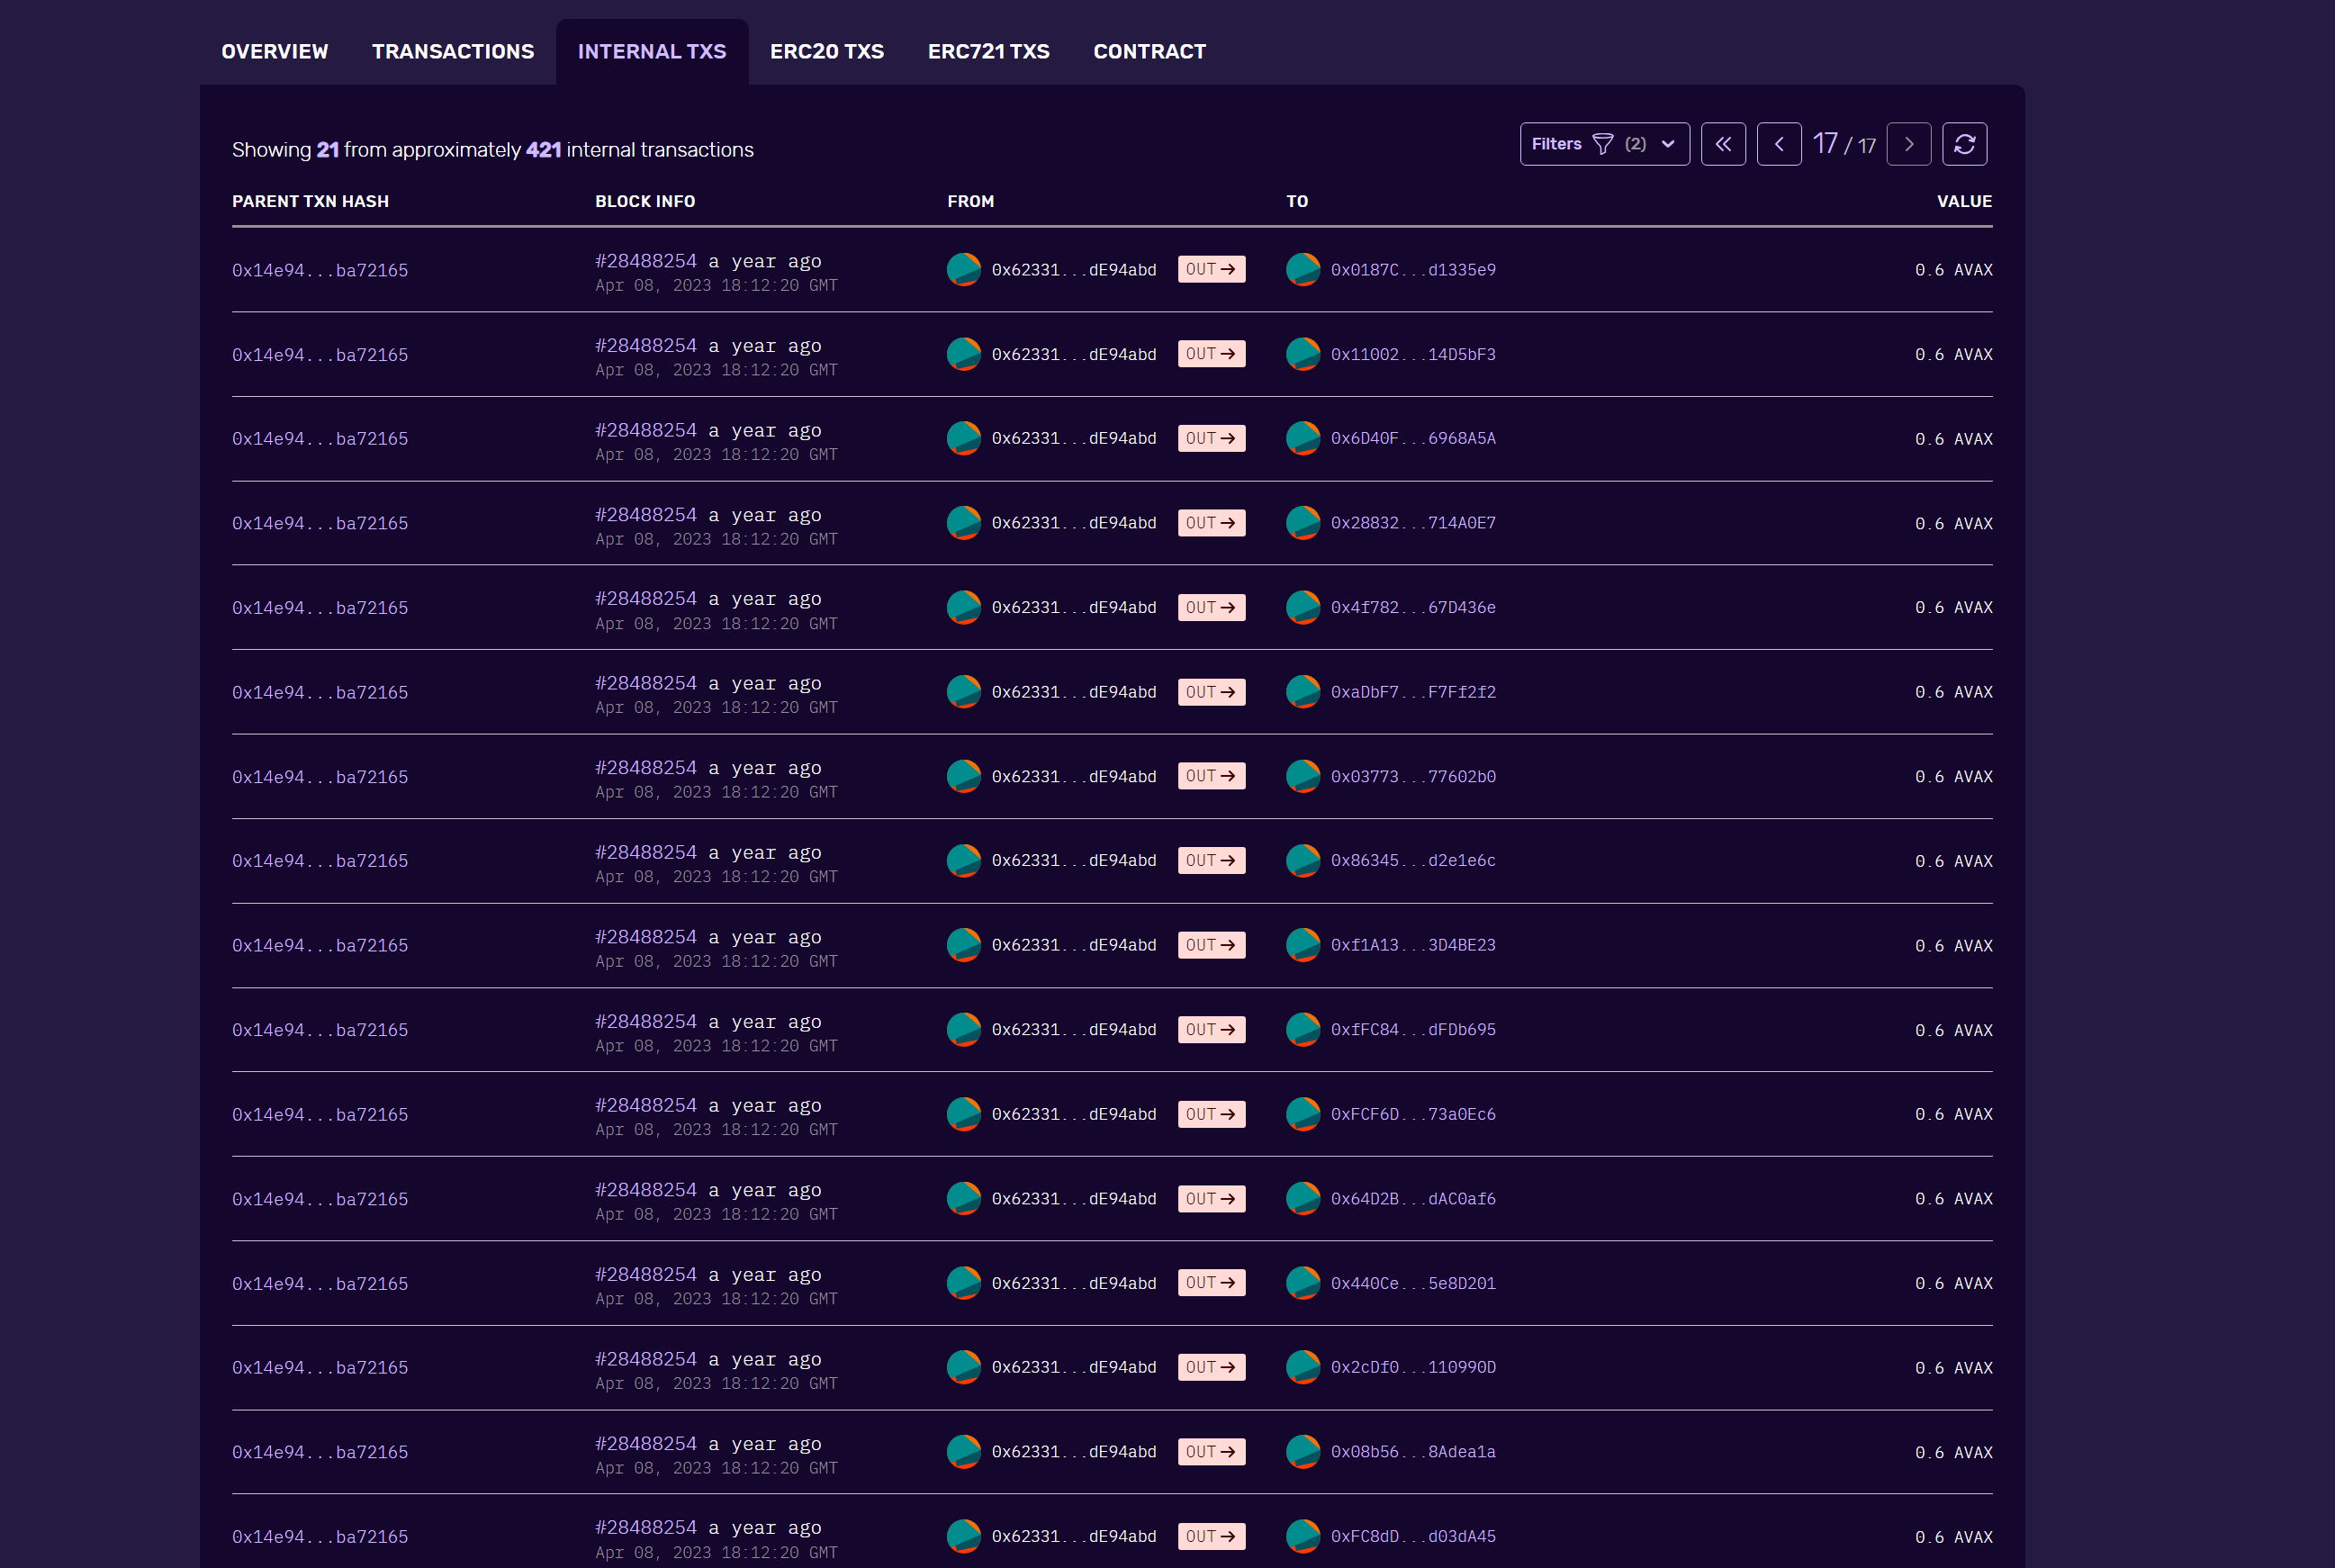 OVERVIEW TRANSACTIONS INTERNAL TXS ERC20 TXS ERC721 TXS CONTRACT
Showing 21 from approximately 421 internal transactions Filters (2) 17 / 17
PARENT TXN HASH BLOCK INFO FROM TO VALUE
0x14e94...ba72165 #28488254 a year ago 0x62331...dE94abd OUT → 0x0187C...d1335e9 0.6 AVAX
Apr 08, 2023 18:12:20 GMT
0x14e94...ba72165 #28488254 a year ago 0x62331...dE94abd OUT → 0x11002...14D5bF3 0.6 AVAX
Apr 08, 2023 18:12:20 GMT
0x14e94...ba72165 #28488254 a year ago 0x62331...dE94abd OUT → 0x6D40F...6968A5A 0.6 AVAX
Apr 08, 2023 18:12:20 GMT
0x14e94...ba72165 #28488254 a year ago 0x62331...dE94abd OUT → 0x28832...714A0E7 0.6 AVAX
Apr 08, 2023 18:12:20 GMT
0x14e94...ba72165 #28488254 a year ago 0x62331...dE94abd OUT → 0x4f782...67D436e 0.6 AVAX
Apr 08, 2023 18:12:20 GMT
0x14e94...ba72165 #28488254 a year ago 0x62331...dE94abd OUT → 0xaDbF7...F7Ff2f2 0.6 AVAX
Apr 08, 2023 18:12:20 GMT
0x14e94...ba72165 #28488254 a year ago 0x62331...dE94abd OUT → 0x03773...77602b0 0.6 AVAX
Apr 08, 2023 18:12:20 GMT
0x14e94...ba72165 #28488254 a year ago 0x62331...dE94abd OUT → 0x86345...d2e1e6c 0.6 AVAX
Apr 08, 2023 18:12:20 GMT
0x14e94...ba72165 #28488254 a year ago 0x62331...dE94abd OUT → 0xf1A13...3D4BE23 0.6 AVAX
Apr 08, 2023 18:12:20 GMT
0x14e94...ba72165 #28488254 a year ago 0x62331...dE94abd OUT → 0xfFC84...dFDb695 0.6 AVAX
Apr 08, 2023 18:12:20 GMT
0x14e94...ba72165 #28488254 a year ago 0x62331...dE94abd OUT → 0xFCF6D...73a0Ec6 0.6 AVAX
Apr 08, 2023 18:12:20 GMT
0x14e94...ba72165 #28488254 a year ago 0x62331...dE94abd OUT → 0x64D2B...dAC0af6 0.6 AVAX
Apr 08, 2023 18:12:20 GMT
0x14e94...ba72165 #28488254 a year ago 0x62331...dE94abd OUT → 0x440Ce...5e8D201 0.6 AVAX
Apr 08, 2023 18:12:20 GMT
0x14e94...ba72165 #28488254 a year ago 0x62331...dE94abd OUT → 0x2cDf0...110990D 0.6 AVAX
Apr 08, 2023 18:12:20 GMT
0x14e94...ba72165 #28488254 a year ago 0x62331...dE94abd OUT → 0x08b56...8Adea1a 0.6 AVAX
Apr 08, 2023 18:12:20 GMT
0x14e94...ba72165 #28488254 a year ago 0x62331...dE94abd OUT → 0xFC8dD...d03dA45 0.6 AVAX
Apr 08, 2023 18:12:20 GMT